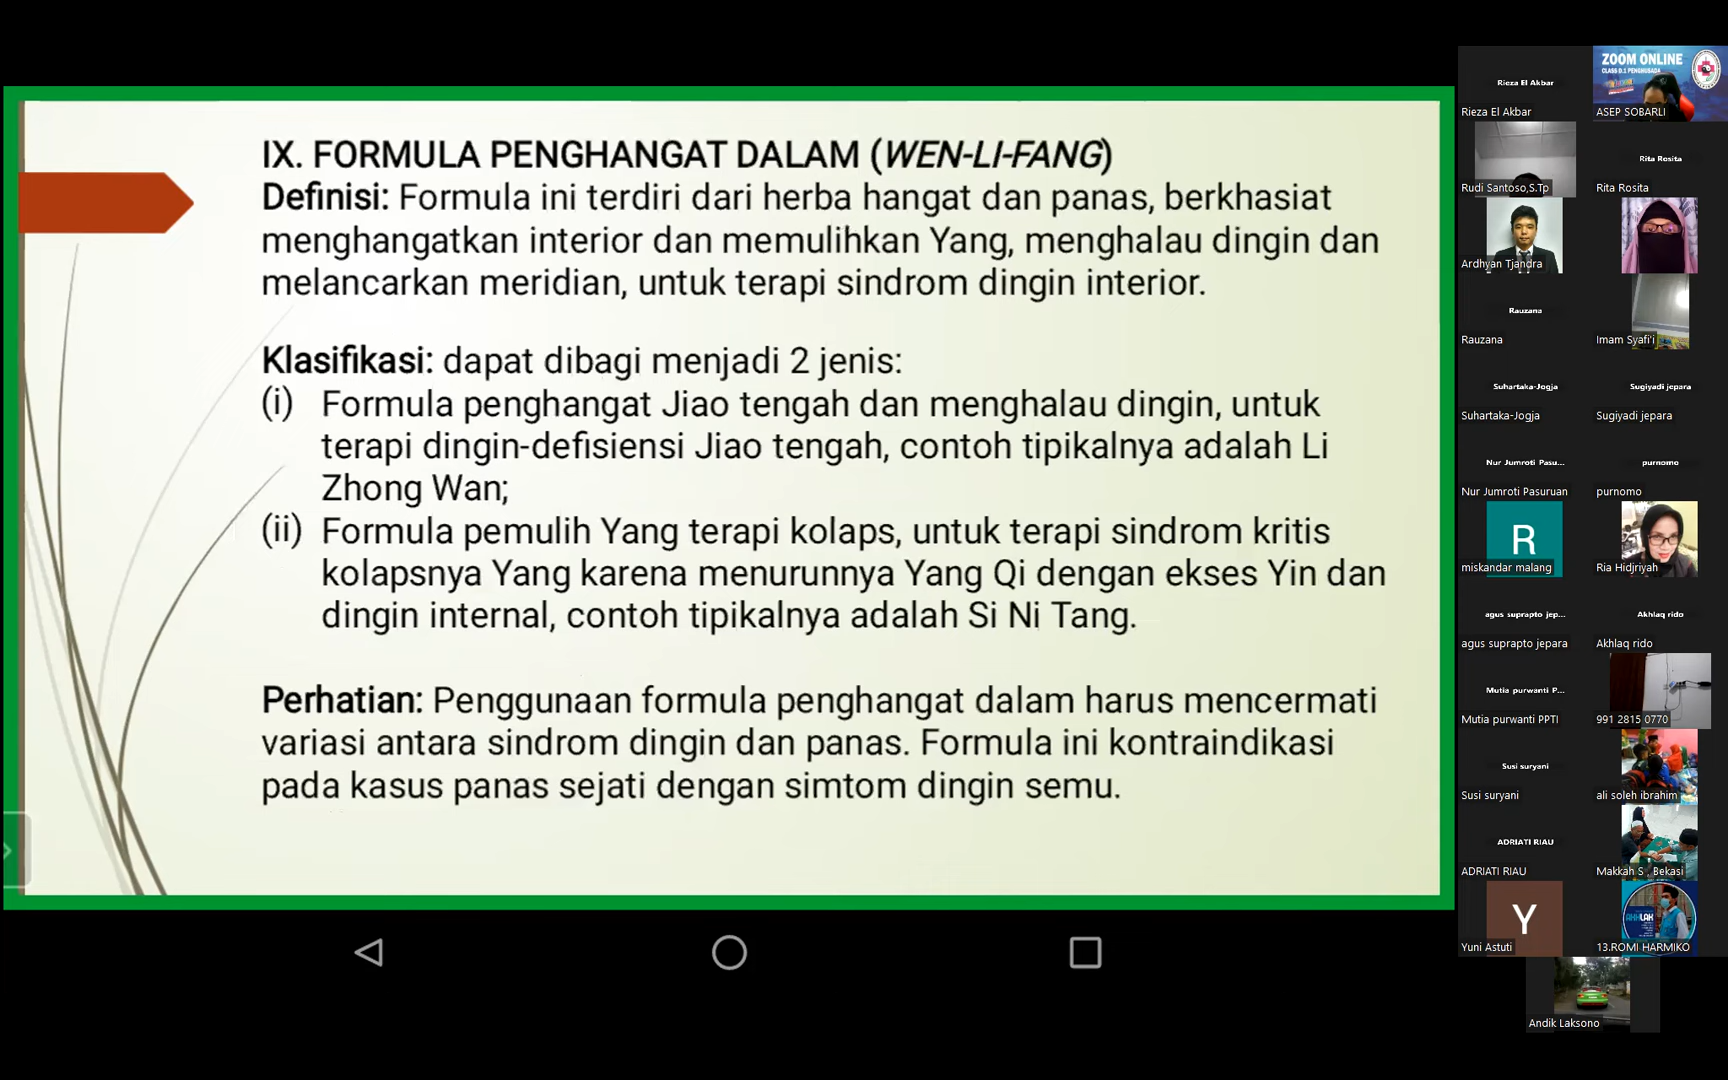 IX. FORMULA PENGHANGAT DALAM (WEN-LI-FANG)
Definisi: Formula ini terdiri dari herba hangat dan panas, berkhasiat
menghangatkan interior dan memulihkan Yang, menghalau dingin dan
melancarkan meridian, untuk terapi sindrom dingin interior.
Klasifikasi: dapat dibagi menjadi 2 jenis:
(i) Formula penghangat Jiao tengah dan menghalau dingin, untuk
terapi dingin-defisiensi Jiao tengah, contoh tipikalnya adalah Li
Zhong Wan;
(ii) Formula pemulih Yang terapi kolaps, untuk terapi sindrom kritis
kolapsnya Yang karena menurunnya Yang Qi dengan ekses Yin dan
dingin internal, contoh tipikalnya adalah Si Ni Tang.
Perhatian: Penggunaan formula penghangat dalam harus mencermati
variasi antara sindrom dingin dan panas. Formula ini kontraindikasi
pada kasus panas sejati dengan simtom dingin semu.
Rieza El Akbar
Rieza El Akbar
ZOOM ONLINE
CLASS D.1 PENGHUSADA
ASEP SOBARLI
Rudi Santoso,S.Tp
Rita Rosita
Rita Rosita
Ardhyan Tjandra
Rauzana
Rauzana
Imam Syafi'i
Suhartaka-Jogja
Suhartaka-Jogja
Sugiyadi jepara
Sugiyadi jepara
Nur Jumroti Pasu...
Nur Jumroti Pasuruan
purnomo
purnomo
R
miskandar malang
Ria Hidjriyah
agus suprapto jep...
agus suprapto jepara
Akhlaq rido
Akhlaq rido
Mutia purwanti P...
Mutia purwanti PPTI
991 2815 0770
Susi suryani
Susi suryani
ali soleh ibrahim
ADRIATI RIAU
ADRIATI RIAU
Makkah S , Bekasi
Y
Yuni Astuti
AKHLAK
13.ROMI HARMIKO
Andik Laksono